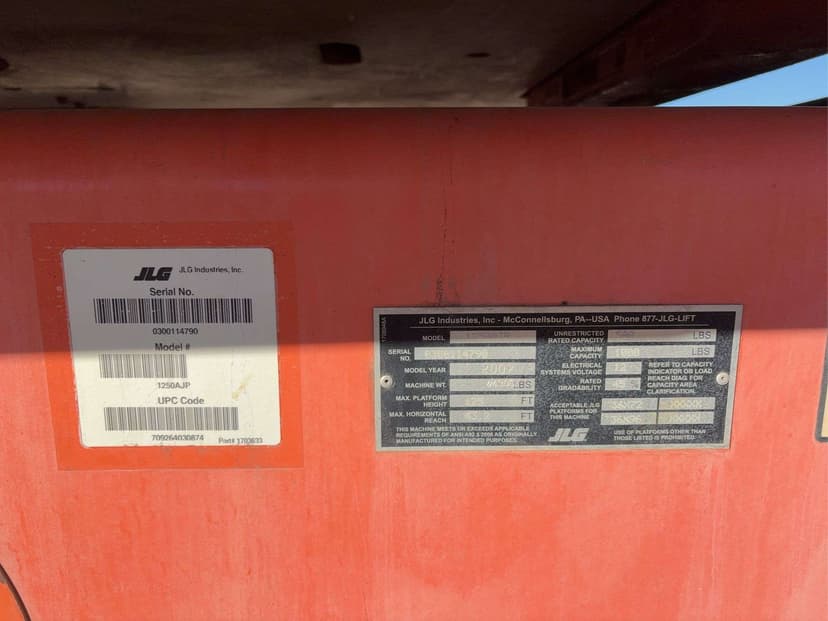 JLG JLG Industries, Inc.
Serial No.
0300114790
Model #
1250AJP
UPC Code
709264030874 Part# 1703633
JLG Industries, Inc - McConnellsburg, PA--USA Phone 877-JLG-LIFT
MODEL
SERIAL NO. 0300114790
MODEL YEAR
MACHINE WT. LBS
MAX. PLATFORM HEIGHT FT
MAX. HORIZONTAL REACH FT
THIS MACHINE MEETS OR EXCEEDS APPLICABLE
REQUIREMENTS OF ANSI A92.5 2006 AS ORIGINALLY
MANUFACTURED FOR INTENDED PURPOSES.
UNRESTRICTED RATED CAPACITY LBS
MAXIMUM CAPACITY 1000 LBS
ELECTRICAL SYSTEMS VOLTAGE 12
RATED GRADABILITY 45
REFER TO CAPACITY
INDICATOR OR LOAD
REACH DIAG. FOR
CAPACITY AREA
CLARIFICATION.
ACCEPTABLE JLG
PLATFORMS FOR
THIS MACHINE
JLG
USE OF PLATFORMS OTHER THAN
THOSE LISTED IS PROHIBITED